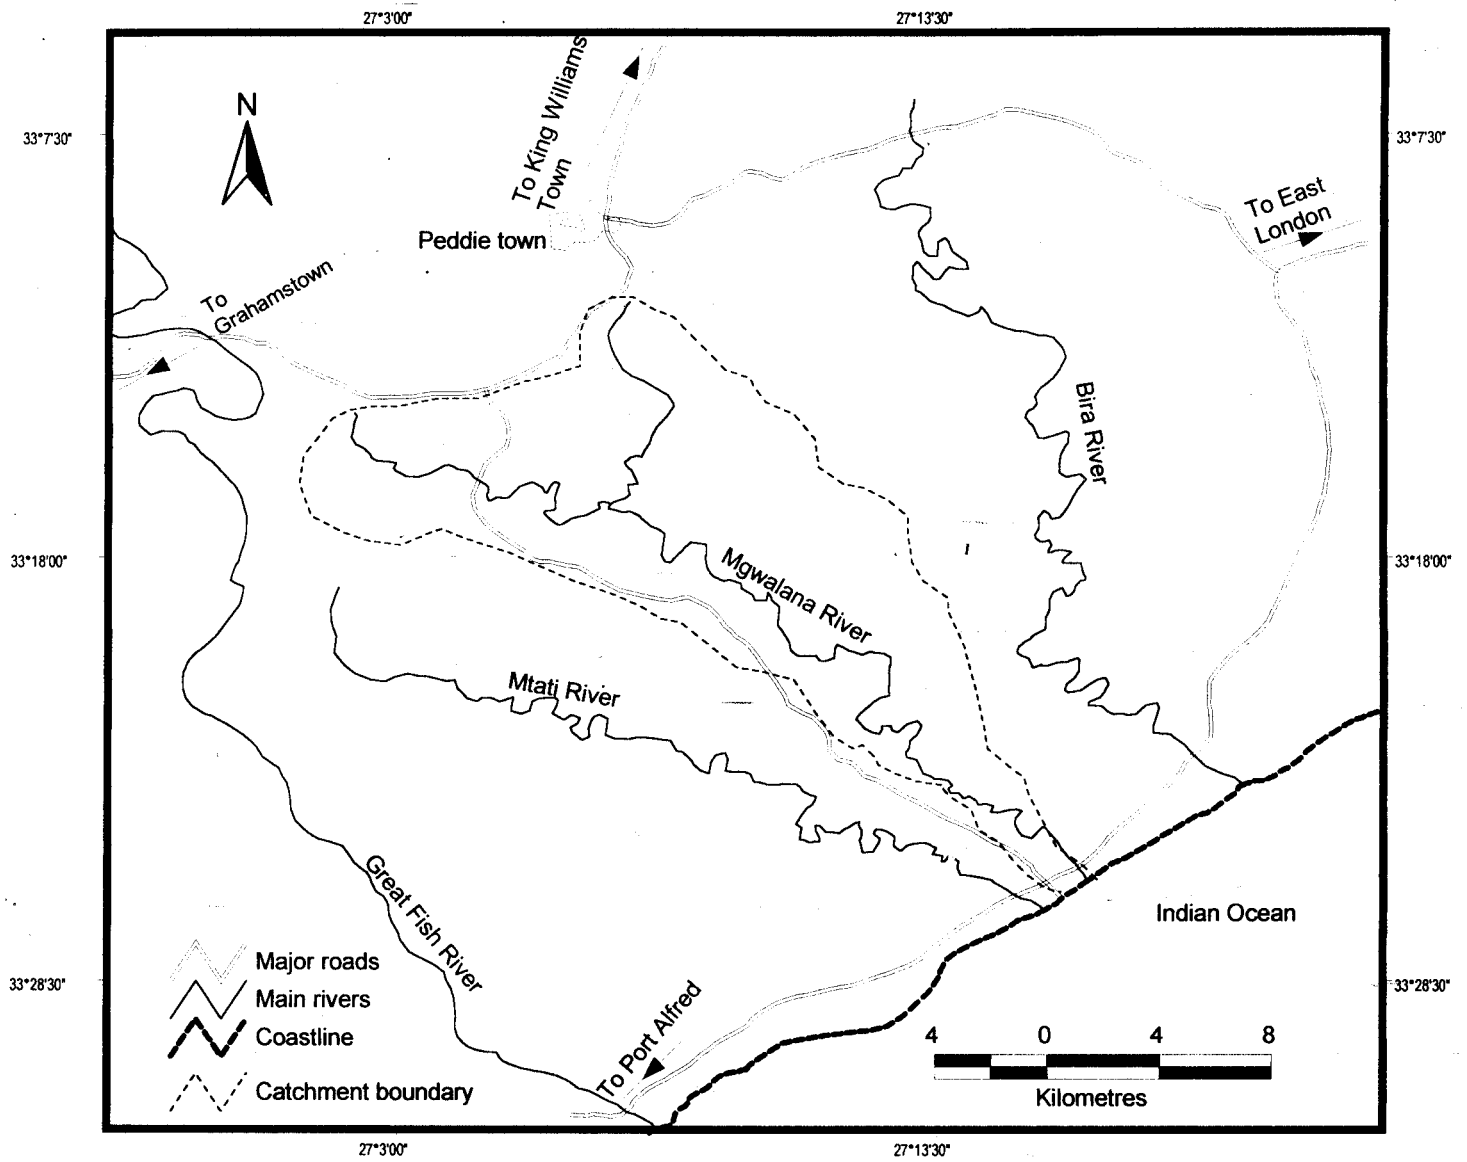 27°3'00"
27°13'30"
N
To King Williams
Town
33°7'30"
33°7'30"
To East
London
Peddie town
To
Grahamstown
Bira River
33°18'00"
33°18'00"
Mgwalana River
Mtati River
Great Fish River
Indian Ocean
Major roads
Main rivers
Coastline
Catchment boundary
33°28'30"
33°28'30"
To Port Alfred
4 0 4 8
Kilometres
27°3'00"
27°13'30"